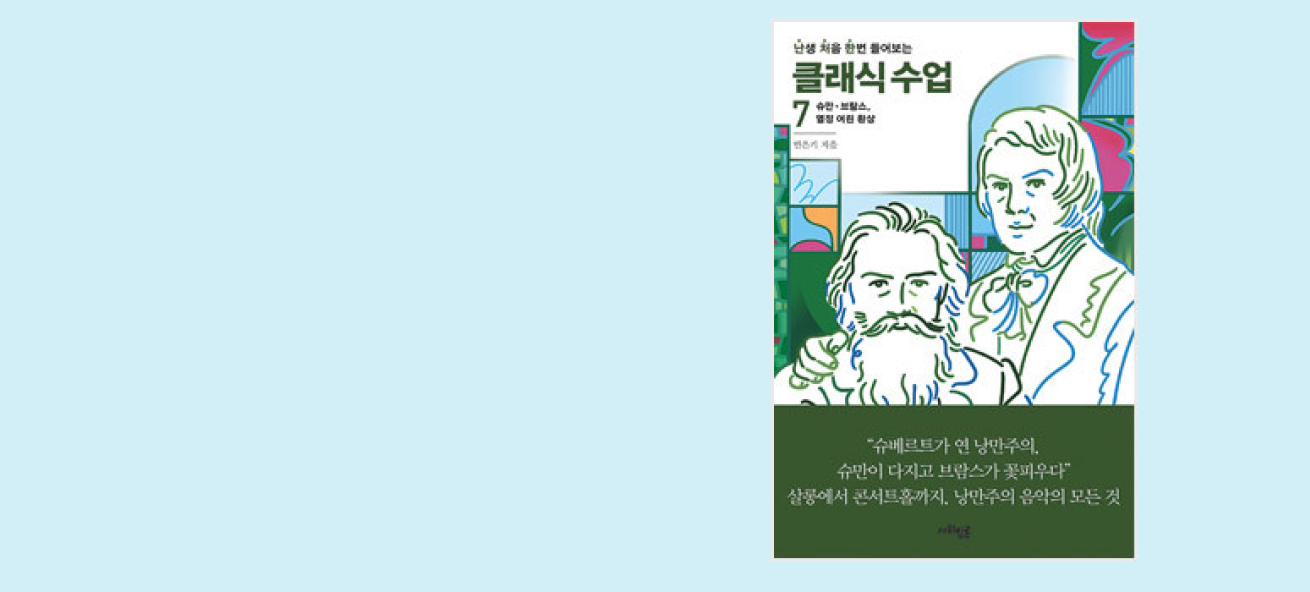 난생 처음 한번 들어보는
클래식 수업
7 슈만·브람스,
열정 어린 환상
민은기 지음
“슈베르트가 연 낭만주의,
슈만이 다지고 브람스가 꽃피우다”
살롱에서 콘서트홀까지, 낭만주의 음악의 모든 것
사회평론